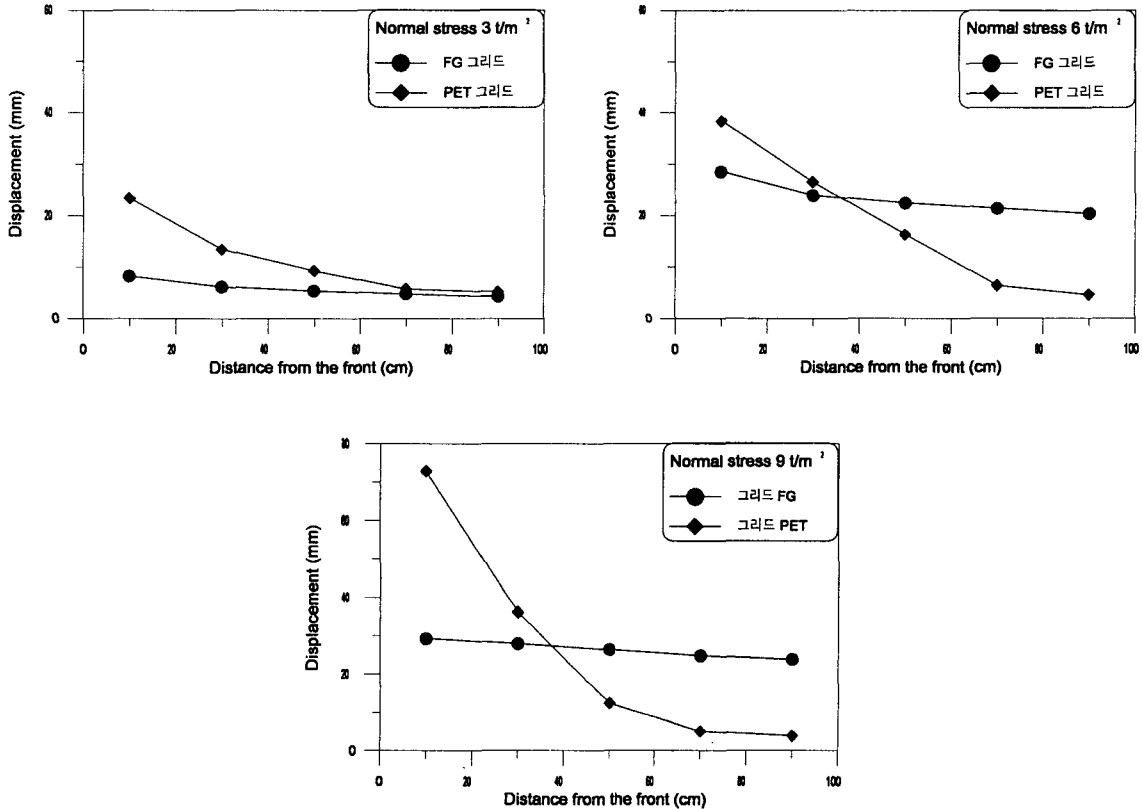 60
40
20
0
0
20
40
60
80
100
Displacement (mm)
Distance from the front (cm)
Normal stress 3 t/m 2
FG 그리드
PET 그리드
60
40
20
0
0
20
40
60
80
100
Displacement (mm)
Distance from the front (cm)
Normal stress 6 t/m 2
FG 그리드
PET 그리드
80
60
40
20
0
0
20
40
60
80
100
Displacement (mm)
Distance from the front (cm)
Normal stress 9 t/m 2
그리드 FG
그리드 PET